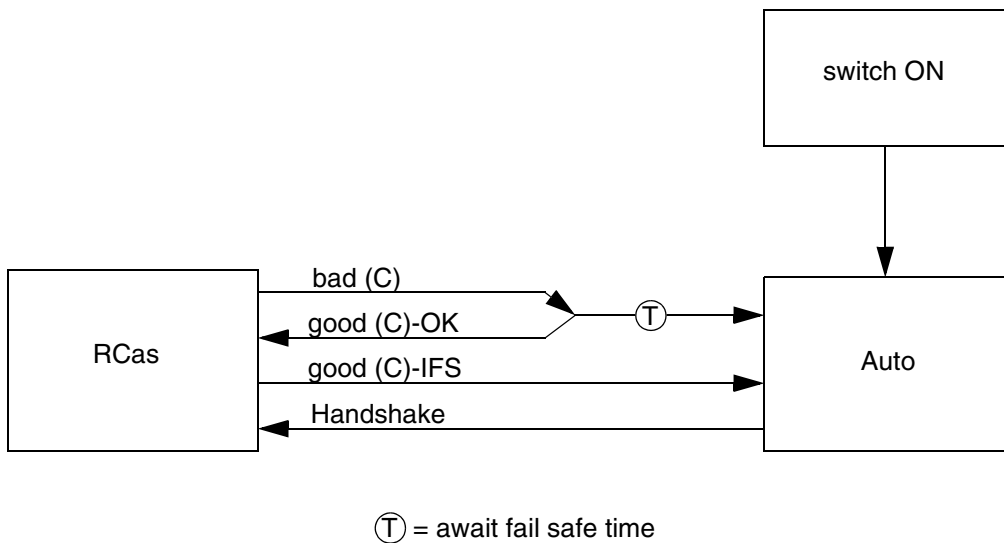 switch ON
bad (C)
good (C)-OK
T
RCas
good (C)-IFS
Auto
Handshake
T = await fail safe time